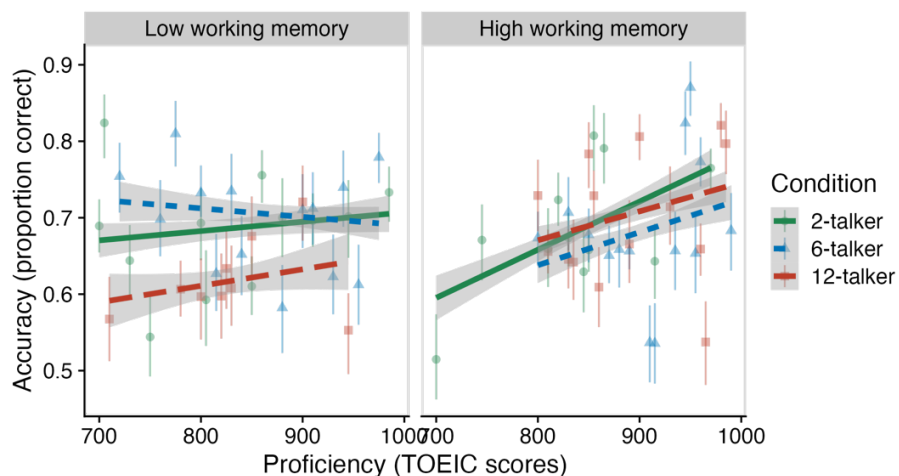 Low working memory
High working memory
Accuracy (proportion correct)
0.9
0.8
0.7
0.6
0.5
700
800
900
1000
700
800
900
1000
Proficiency (TOEIC scores)
Condition
2-talker
6-talker
12-talker